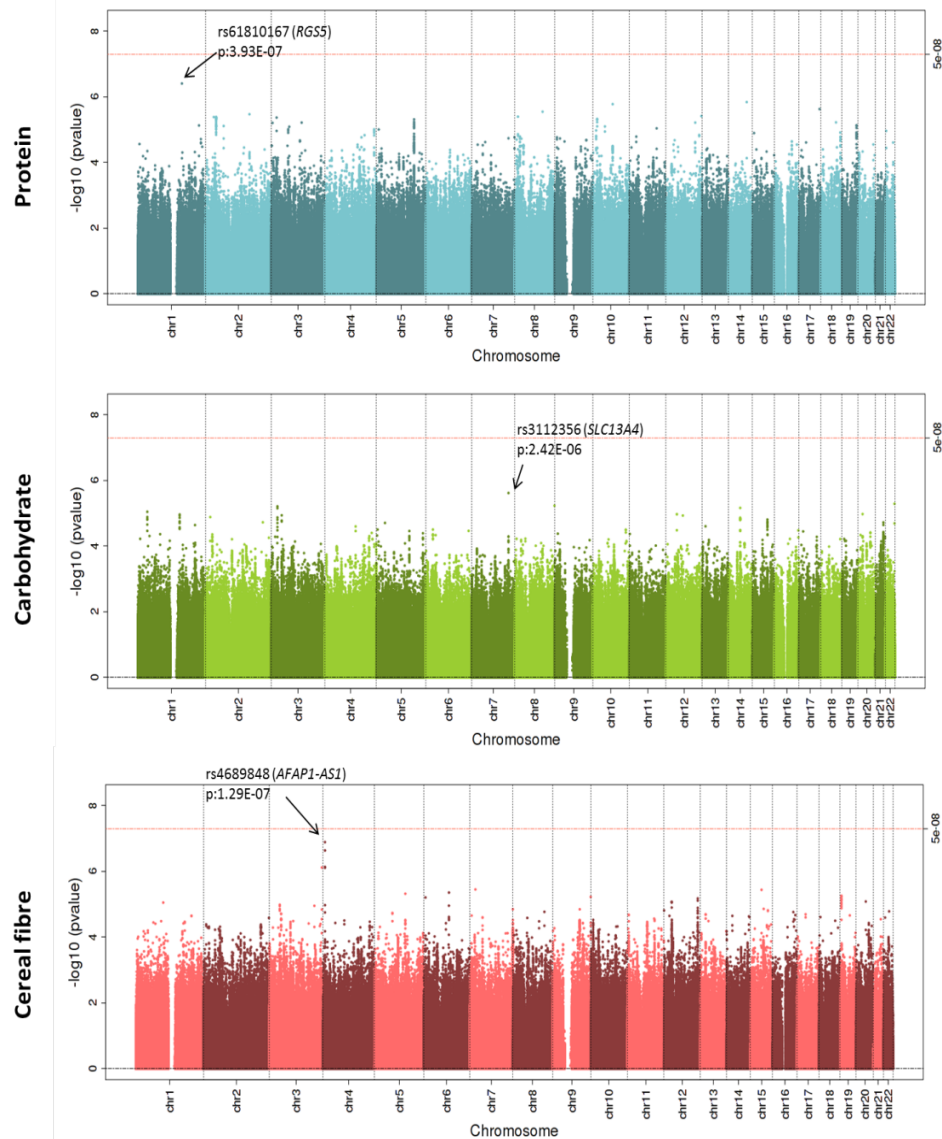 Protein
-log10 (pvalue)
8
6
4
2
0
rs61810167 (RGS5)
p:3.93E-07
5e-08
chr1
chr2
chr3
chr4
chr5
chr6
chr7
chr8
chr9
chr10
chr11
chr12
chr13
chr14
chr15
chr16
chr17
chr18
chr19
chr20
chr21
chr22
Chromosome
Carbohydrate
-log10 (pvalue)
8
6
4
2
0
rs3112356 (SLC13A4)
p:2.42E-06
5e-08
chr1
chr2
chr3
chr4
chr5
chr6
chr7
chr8
chr9
chr10
chr11
chr12
chr13
chr14
chr15
chr16
chr17
chr18
chr19
chr20
chr21
chr22
Chromosome
Cereal fibre
-log10 (pvalue)
8
6
4
2
0
rs4689848 (AFAP1-AS1)
p:1.29E-07
5e-08
chr1
chr2
chr3
chr4
chr5
chr6
chr7
chr8
chr9
chr10
chr11
chr12
chr13
chr14
chr15
chr16
chr17
chr18
chr19
chr20
chr21
chr22
Chromosome